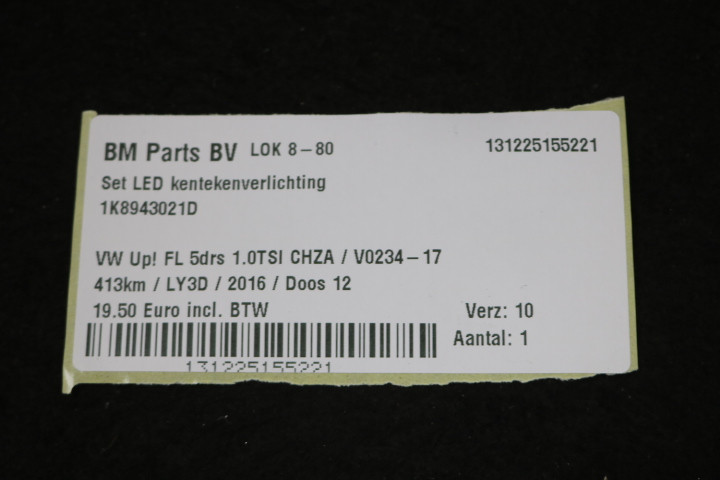 BM Parts BV LOK 8-80 131225155221
Set LED kentekenverlichting
1K8943021D
VW Up! FL 5drs 1.0TSI CHZA / V0234-17
413km / LY3D / 2016 / Doos 12
19.50 Euro incl. BTW Verz: 10
Aantal: 1
131225155221